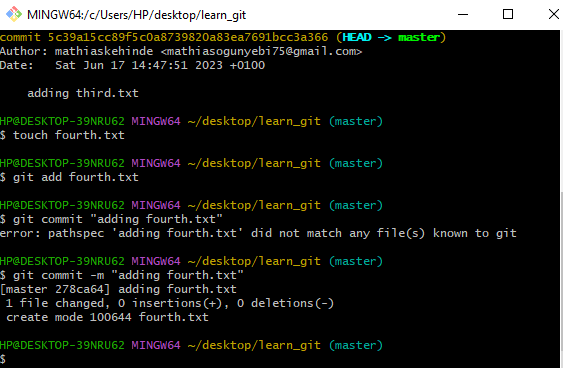 MINGW64:/c/Users/HP/desktop/learn_git
commit 5c39a15cc89f5c0a8739820a83ea7691bcc3a366 (HEAD -> master)
Author: mathiaskehinde <mathiasogunyebi75@gmail.com>
Date:   Sat Jun 17 14:47:51 2023 +0100
    adding third.txt
HP@DESKTOP-39NRU62 MINGW64 ~/desktop/learn_git (master)
$ touch fourth.txt
HP@DESKTOP-39NRU62 MINGW64 ~/desktop/learn_git (master)
$ git add fourth.txt
HP@DESKTOP-39NRU62 MINGW64 ~/desktop/learn_git (master)
$ git commit "adding fourth.txt"
error: pathspec 'adding fourth.txt' did not match any file(s) known to git
HP@DESKTOP-39NRU62 MINGW64 ~/desktop/learn_git (master)
$ git commit -m "adding fourth.txt"
[master 278ca64] adding fourth.txt
 1 file changed, 0 insertions(+), 0 deletions(-)
 create mode 100644 fourth.txt
HP@DESKTOP-39NRU62 MINGW64 ~/desktop/learn_git (master)
$